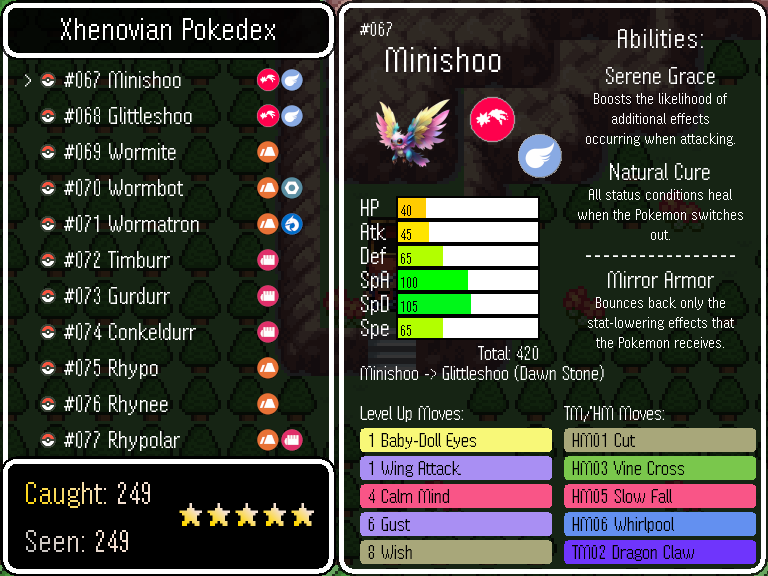 Xhenovian Pokedex
> #067 Minishoo
#068 Glittleshoo
#069 Wormite
#070 Wormbot
#071 Wormatron
#072 Timburr
#073 Gurdurr
#074 Conkeldurr
#075 Rhypo
#076 Rhynee
#077 Rhypolar
Caught: 249
Seen: 249
#067
Minishoo
HP 40
Atk 45
Def 65
SpA 100
SpD 105
Spe 65
Total: 420
Abilities:
Serene Grace
Boosts the likelihood of
additional effects
occurring when attacking.
Natural Cure
All status conditions heal
when the Pokemon switches
out.
Mirror Armor
Bounces back only the
stat-lowering effects that
the Pokemon receives.
Minishoo -> Glittleshoo (Dawn Stone)
Level Up Moves:
1 Baby-Doll Eyes
1 Wing Attack
4 Calm Mind
6 Gust
8 Wish
TM/HM Moves:
HM01 Cut
HM03 Vine Cross
HM05 Slow Fall
HM06 Whirlpool
TM02 Dragon Claw